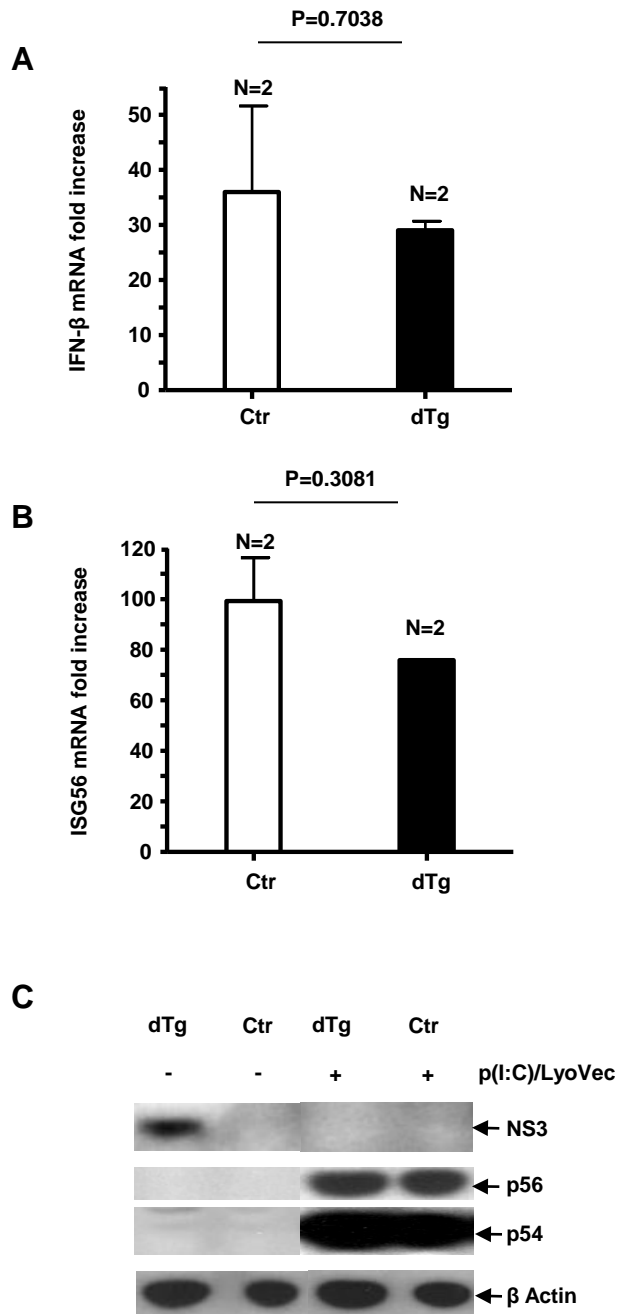 P=0.7038
A
N=2
N=2
IFN-β mRNA fold increase
50
40
30
20
10
0
Ctr
dTg
P=0.3081
B
N=2
N=2
ISG56 mRNA fold increase
120
100
80
60
40
20
0
Ctr
dTg
C
dTg Ctr dTg Ctr
- - + + p(I:C)/LyoVec
NS3
p56
p54
β Actin